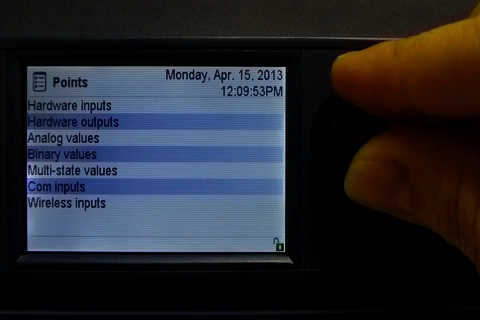 Points
Monday, Apr. 15, 2013
12:09:53PM
Hardware inputs
Hardware outputs
Analog values
Binary values
Multi-state values
Com inputs
Wireless inputs